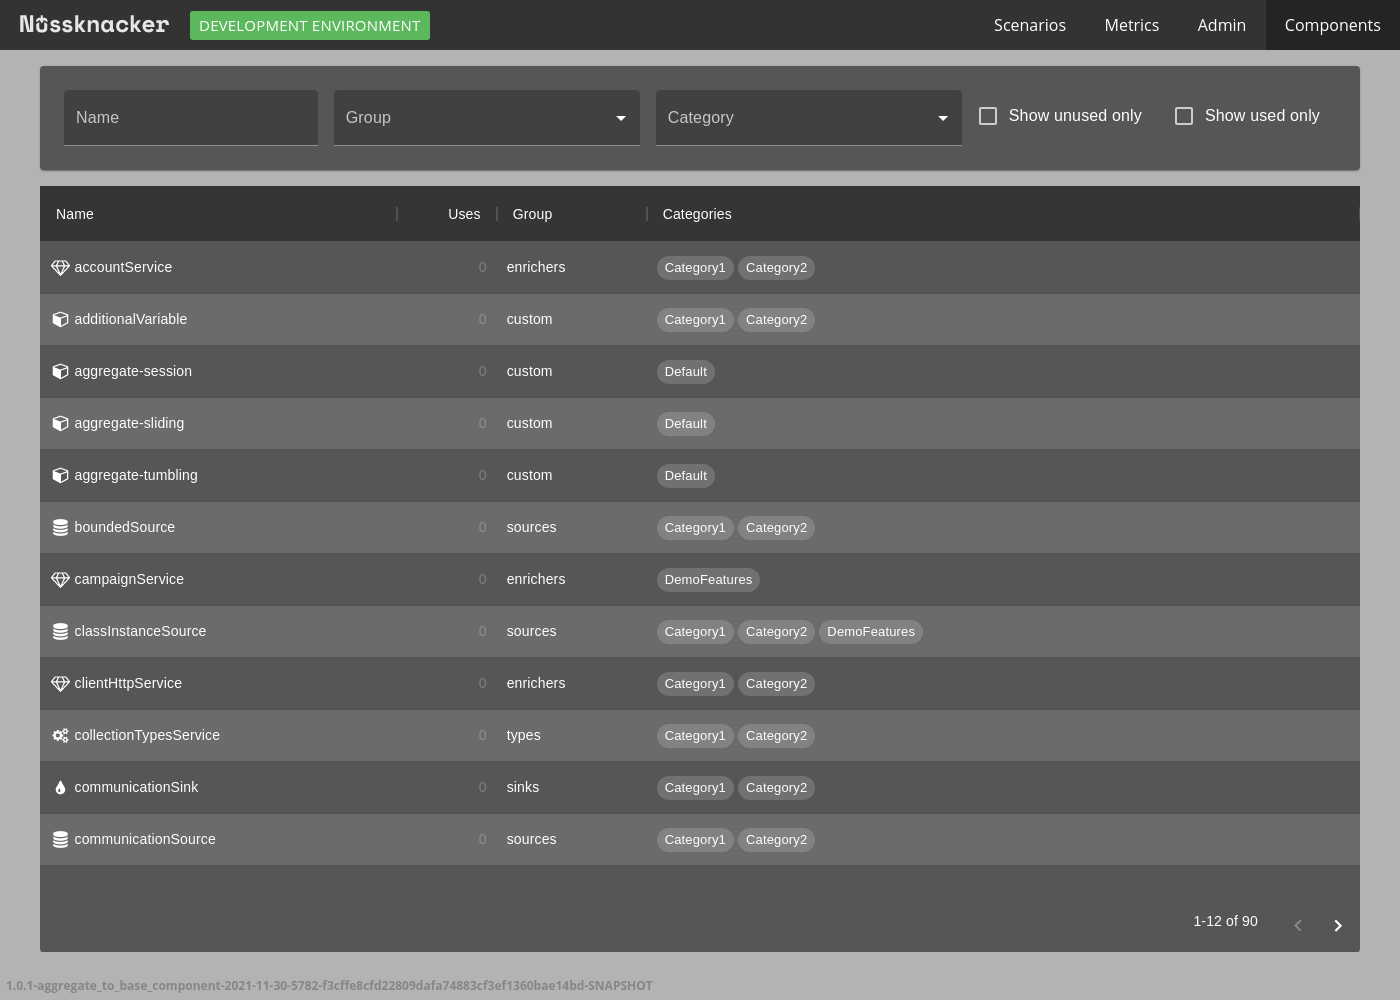 Nussknacker DEVELOPMENT ENVIRONMENT Scenarios Metrics Admin Components
Name Group Category Show unused only Show used only
Name Uses Group Categories
accountService 0 enrichers Category1 Category2
additionalVariable 0 custom Category1 Category2
aggregate-session 0 custom Default
aggregate-sliding 0 custom Default
aggregate-tumbling 0 custom Default
boundedSource 0 sources Category1 Category2
campaignService 0 enrichers DemoFeatures
classInstanceSource 0 sources Category1 Category2 DemoFeatures
clientHttpService 0 enrichers Category1 Category2
collectionTypesService 0 types Category1 Category2
communicationSink 0 sinks Category1 Category2
communicationSource 0 sources Category1 Category2
1-12 of 90
1.0.1-aggregate_to_base_component-2021-11-30-5782-f3cffe8cfd22809dafa74883cf3ef1360bae14bd-SNAPSHOT